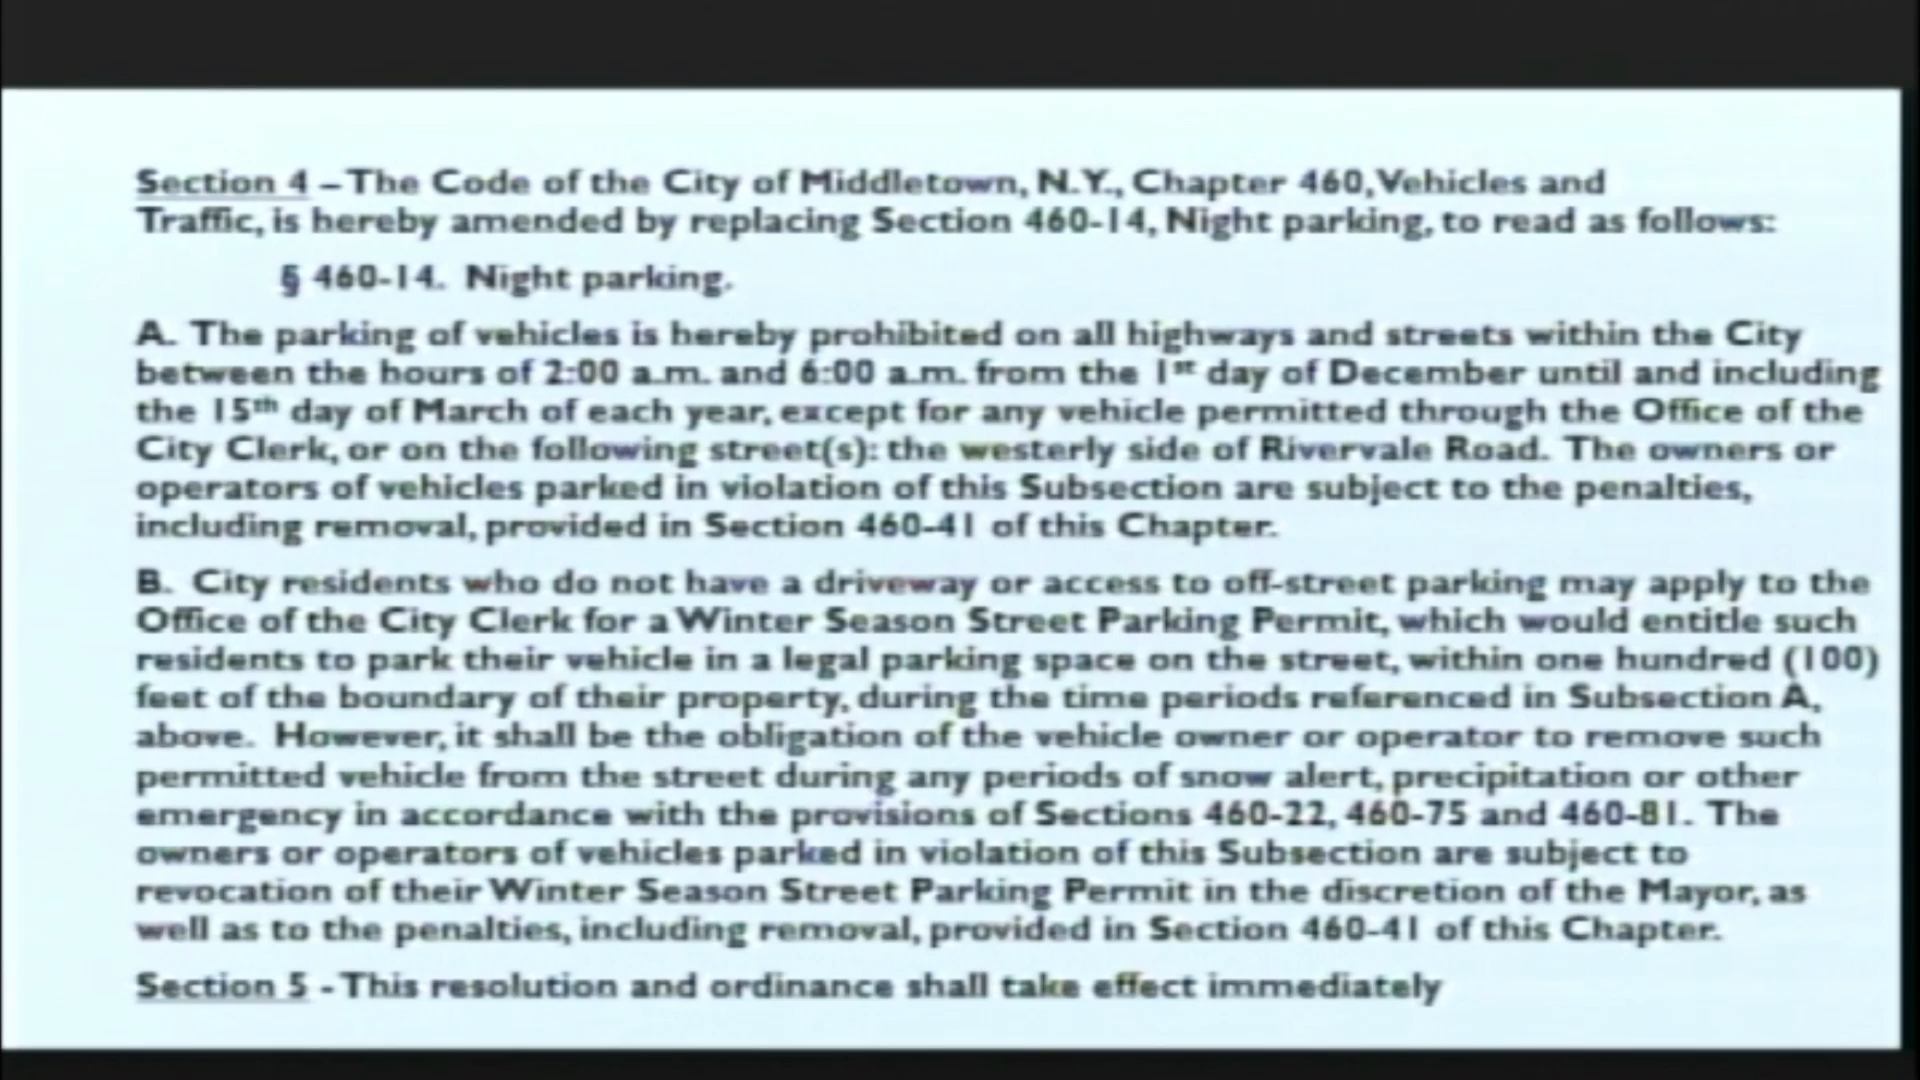 Section 4 – The Code of the City of Middletown, N.Y., Chapter 460, Vehicles and
Traffic, is hereby amended by replacing Section 460-14, Night parking, to read as follows:
§ 460-14. Night parking.
A. The parking of vehicles is hereby prohibited on all highways and streets within the City
between the hours of 2:00 a.m. and 6:00 a.m. from the 1st day of December until and including
the 15th day of March of each year, except for any vehicle permitted through the Office of the
City Clerk, or on the following street(s): the westerly side of Rivervale Road. The owners or
operators of vehicles parked in violation of this Subsection are subject to the penalties,
including removal, provided in Section 460-41 of this Chapter.
B. City residents who do not have a driveway or access to off-street parking may apply to the
Office of the City Clerk for a Winter Season Street Parking Permit, which would entitle such
residents to park their vehicle in a legal parking space on the street, within one hundred (100)
feet of the boundary of their property, during the time periods referenced in Subsection A,
above. However, it shall be the obligation of the vehicle owner or operator to remove such
permitted vehicle from the street during any periods of snow alert, precipitation or other
emergency in accordance with the provisions of Sections 460-22, 460-75 and 460-81. The
owners or operators of vehicles parked in violation of this Subsection are subject to
revocation of their Winter Season Street Parking Permit in the discretion of the Mayor, as
well as to the penalties, including removal, provided in Section 460-41 of this Chapter.
Section 5 - This resolution and ordinance shall take effect immediately